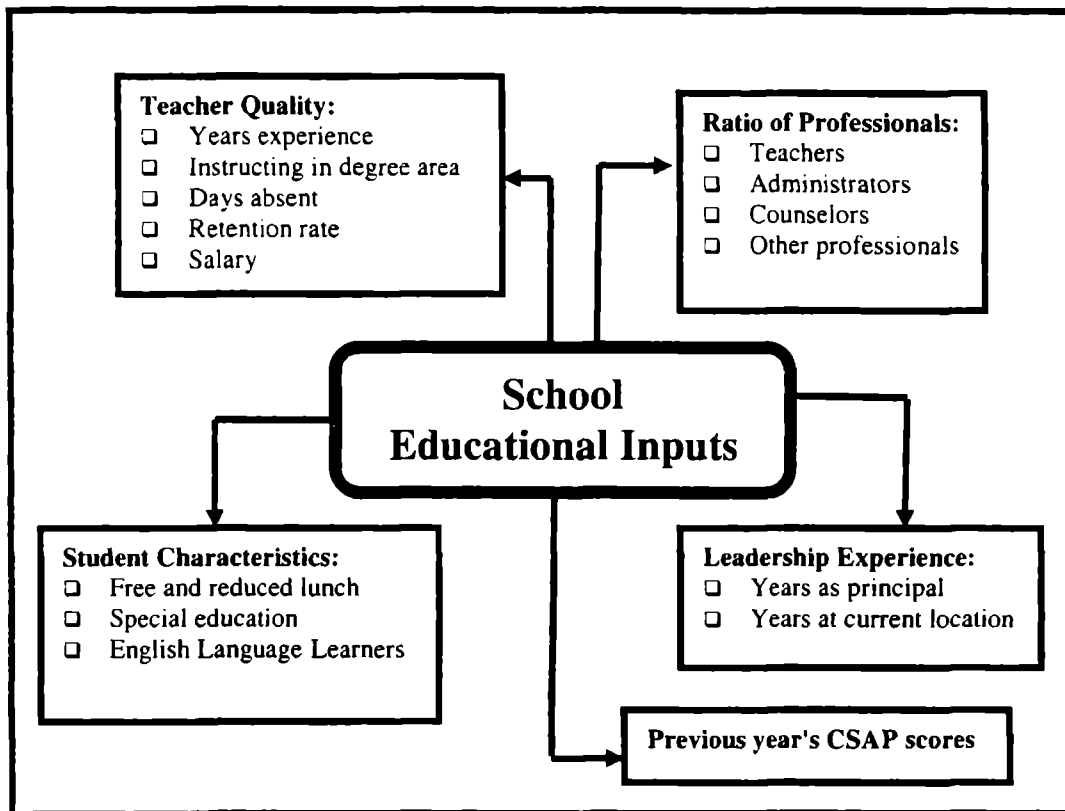 Teacher Quality:
Years experience
Instructing in degree area
Days absent
Retention rate
Salary
Ratio of Professionals:
Teachers
Administrators
Counselors
Other professionals
School
Educational Inputs
Student Characteristics:
Free and reduced lunch
Special education
English Language Learners
Leadership Experience:
Years as principal
Years at current location
Previous year's CSAP scores